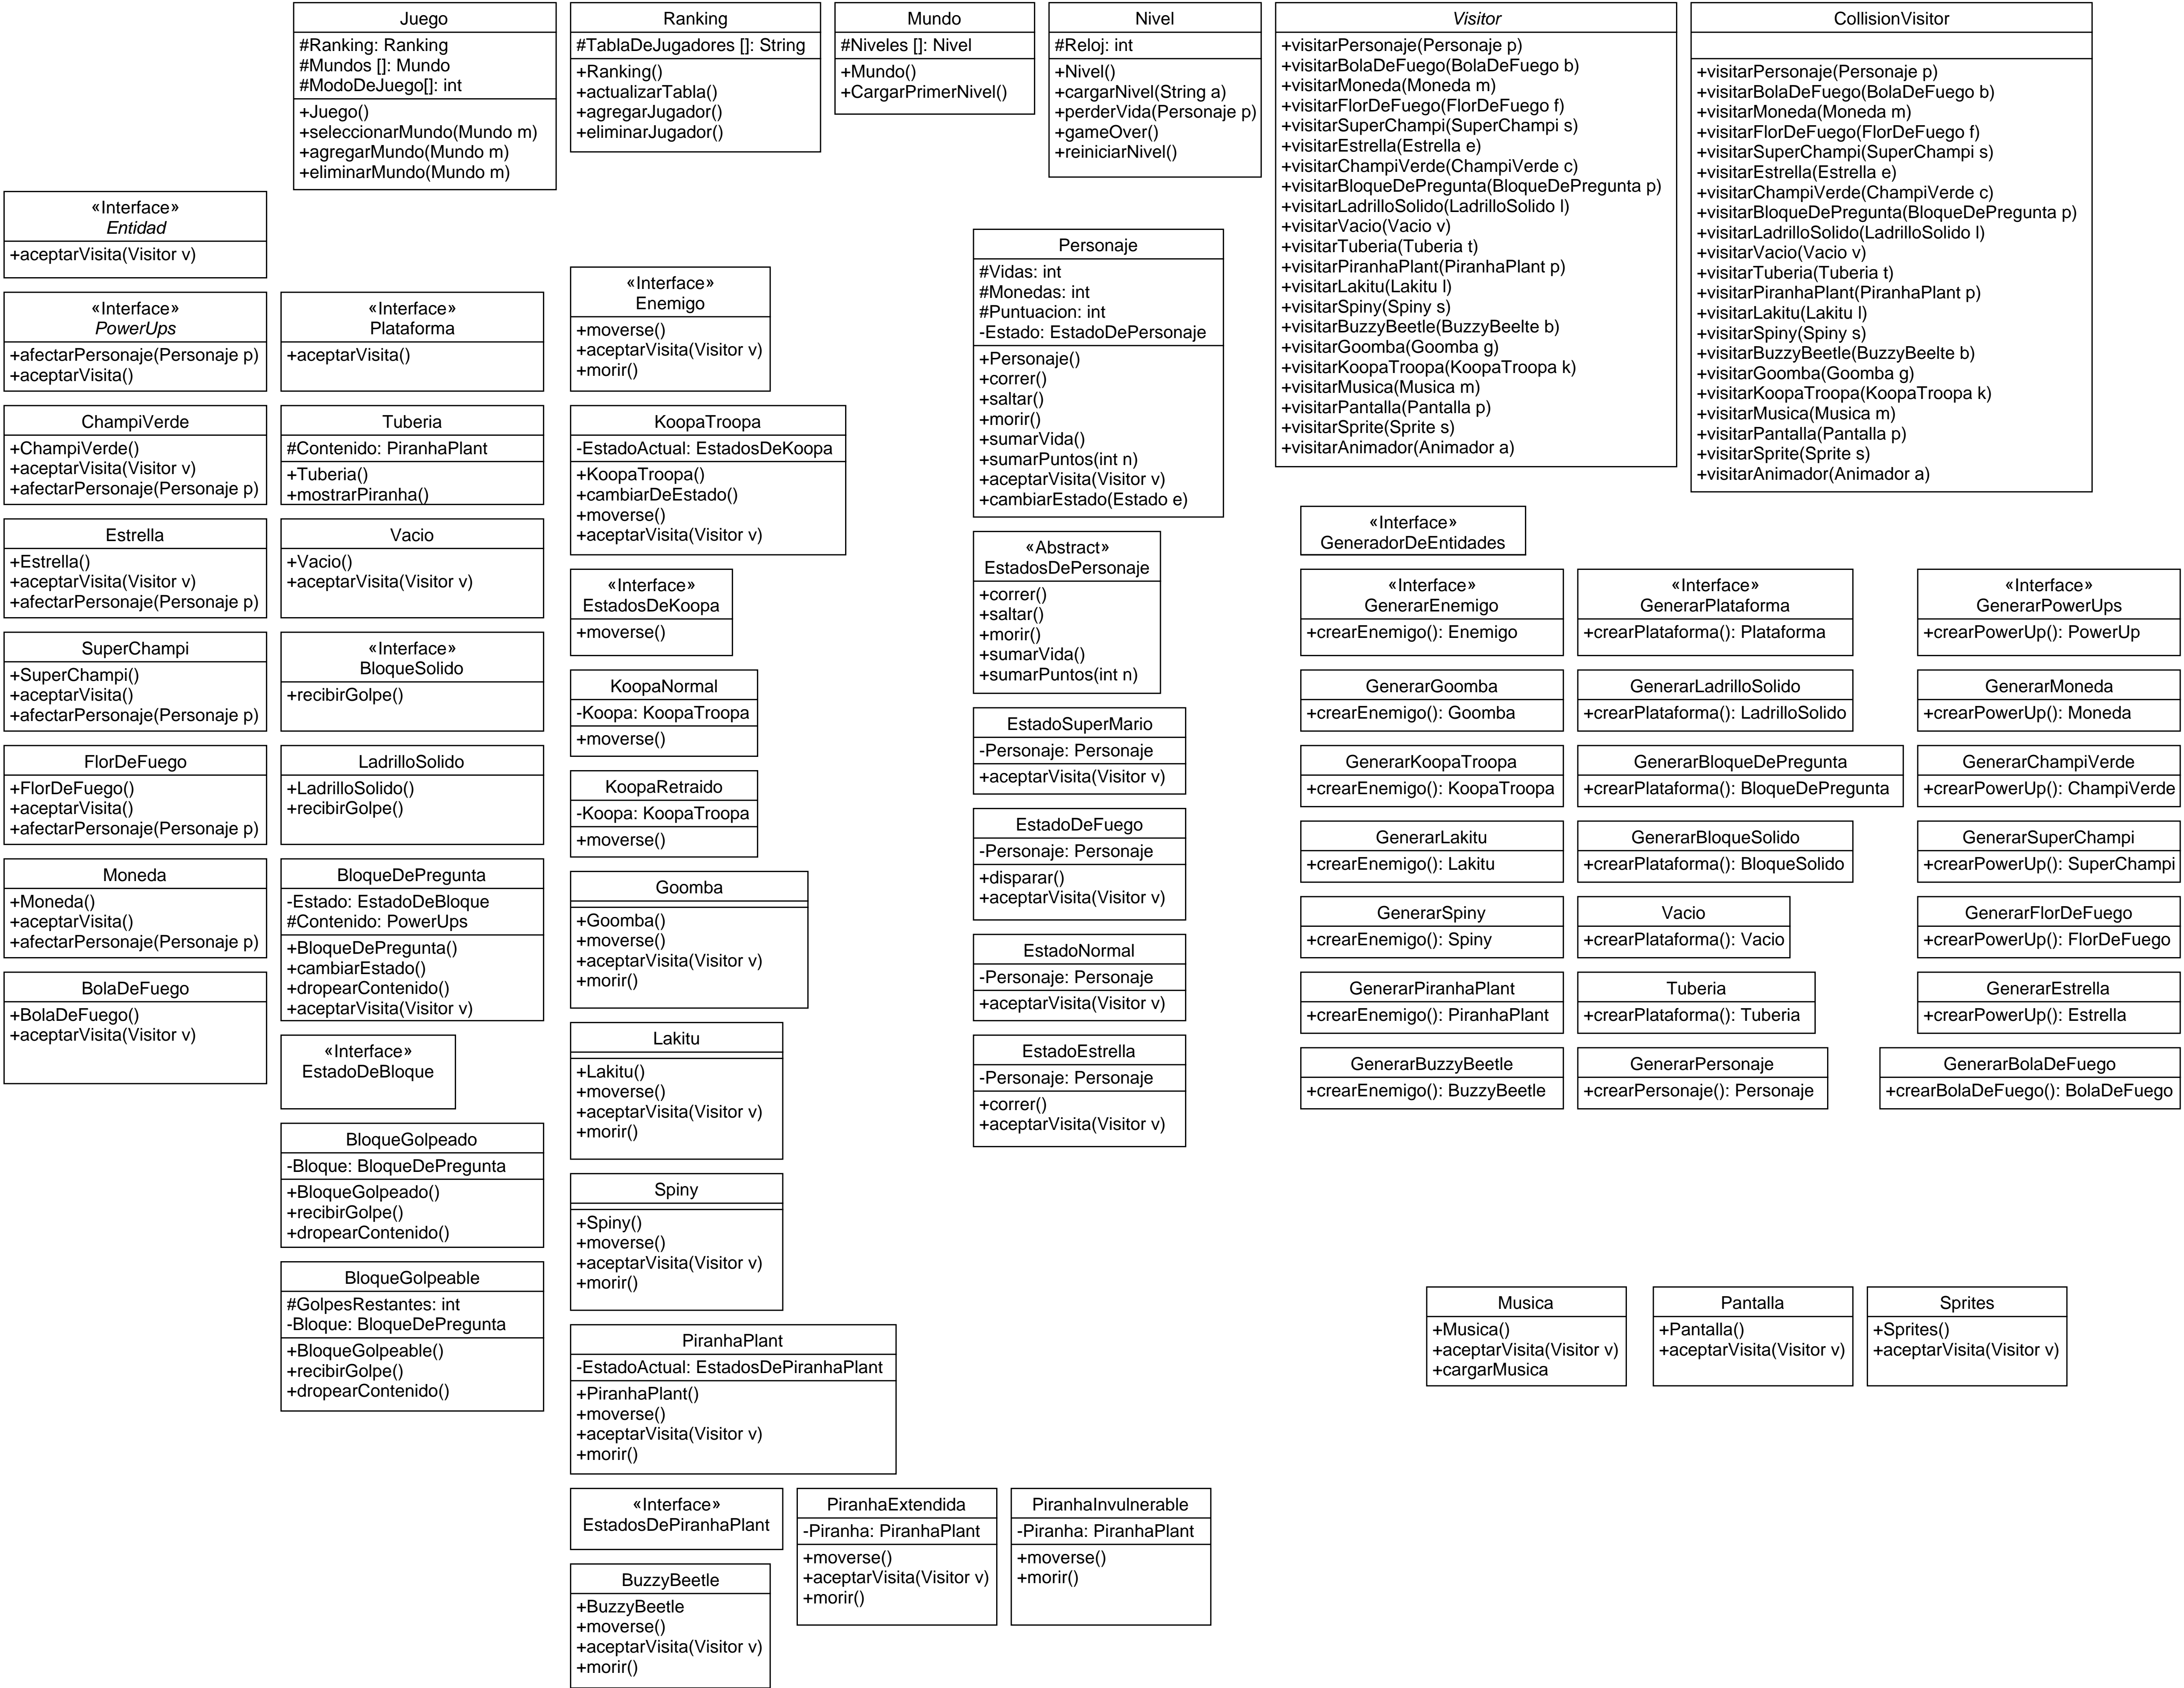 Juego
#Ranking: Ranking
#Mundos []: Mundo
#ModoDeJuego[]: int
+Juego()
+seleccionarMundo(Mundo m)
+agregarMundo(Mundo m)
+eliminarMundo(Mundo m)
Ranking
#TablaDeJugadores []: String
+Ranking()
+actualizarTabla()
+agregarJugador()
+eliminarJugador()
Mundo
#Niveles []: Nivel
+Mundo()
+CargarPrimerNivel()
Nivel
#Reloj: int
+Nivel()
+cargarNivel(String a)
+perderVida(Personaje p)
+gameOver()
+reiniciarNivel()
Visitor
+visitarPersonaje(Personaje p)
+visitarBolaDeFuego(BolaDeFuego b)
+visitarMoneda(Moneda m)
+visitarFlorDeFuego(FlorDeFuego f)
+visitarSuperChampi(SuperChampi s)
+visitarEstrella(Estrella e)
+visitarChampiVerde(ChampiVerde c)
+visitarBloqueDePregunta(BloqueDePregunta p)
+visitarLadrilloSolido(LadrilloSolido l)
+visitarVacio(Vacio v)
+visitarTuberia(Tuberia t)
+visitarPiranhaPlant(PiranhaPlant p)
+visitarLakitu(Lakitu l)
+visitarSpiny(Spiny s)
+visitarBuzzyBeetle(BuzzyBeelte b)
+visitarGoomba(Goomba g)
+visitarKoopaTroopa(KoopaTroopa k)
+visitarMusica(Musica m)
+visitarPantalla(Pantalla p)
+visitarSprite(Sprite s)
+visitarAnimador(Animador a)
CollisionVisitor
+visitarPersonaje(Personaje p)
+visitarBolaDeFuego(BolaDeFuego b)
+visitarMoneda(Moneda m)
+visitarFlorDeFuego(FlorDeFuego f)
+visitarSuperChampi(SuperChampi s)
+visitarEstrella(Estrella e)
+visitarChampiVerde(ChampiVerde c)
+visitarBloqueDePregunta(BloqueDePregunta p)
+visitarLadrilloSolido(LadrilloSolido l)
+visitarVacio(Vacio v)
+visitarTuberia(Tuberia t)
+visitarPiranhaPlant(PiranhaPlant p)
+visitarLakitu(Lakitu l)
+visitarSpiny(Spiny s)
+visitarBuzzyBeetle(BuzzyBeelte b)
+visitarGoomba(Goomba g)
+visitarKoopaTroopa(KoopaTroopa k)
+visitarMusica(Musica m)
+visitarPantalla(Pantalla p)
+visitarSprite(Sprite s)
+visitarAnimador(Animador a)
«Interface»
Entidad
+aceptarVisita(Visitor v)
«Interface»
PowerUps
+afectarPersonaje(Personaje p)
+aceptarVisita()
ChampiVerde
+ChampiVerde()
+aceptarVisita(Visitor v)
+afectarPersonaje(Personaje p)
Estrella
+Estrella()
+aceptarVisita(Visitor v)
+afectarPersonaje(Personaje p)
SuperChampi
+SuperChampi()
+aceptarVisita()
+afectarPersonaje(Personaje p)
FlorDeFuego
+FlorDeFuego()
+aceptarVisita()
+afectarPersonaje(Personaje p)
Moneda
+Moneda()
+aceptarVisita()
+afectarPersonaje(Personaje p)
BolaDeFuego
+BolaDeFuego()
+aceptarVisita(Visitor v)
«Interface»
Plataforma
+aceptarVisita()
Tuberia
#Contenido: PiranhaPlant
+Tuberia()
+mostrarPiranha()
Vacio
+Vacio()
+aceptarVisita(Visitor v)
«Interface»
BloqueSolido
+recibirGolpe()
LadrilloSolido
+LadrilloSolido()
+recibirGolpe()
BloqueDePregunta
-Estado: EstadoDeBloque
#Contenido: PowerUps
+BloqueDePregunta()
+cambiarEstado()
+dropearContenido()
+aceptarVisita(Visitor v)
«Interface»
EstadoDeBloque
BloqueGolpeado
-Bloque: BloqueDePregunta
+BloqueGolpeado()
+recibirGolpe()
+dropearContenido()
BloqueGolpeable
#GolpesRestantes: int
-Bloque: BloqueDePregunta
+BloqueGolpeable()
+recibirGolpe()
+dropearContenido()
«Interface»
Enemigo
+moverse()
+aceptarVisita(Visitor v)
+morir()
KoopaTroopa
-EstadoActual: EstadosDeKoopa
+KoopaTroopa()
+cambiarDeEstado()
+moverse()
+aceptarVisita(Visitor v)
«Interface»
EstadosDeKoopa
+moverse()
KoopaNormal
-Koopa: KoopaTroopa
+moverse()
KoopaRetraido
-Koopa: KoopaTroopa
+moverse()
Goomba
+Goomba()
+moverse()
+aceptarVisita(Visitor v)
+morir()
Lakitu
+Lakitu()
+moverse()
+aceptarVisita(Visitor v)
+morir()
Spiny
+Spiny()
+moverse()
+aceptarVisita(Visitor v)
+morir()
PiranhaPlant
-EstadoActual: EstadosDePiranhaPlant
+PiranhaPlant()
+moverse()
+aceptarVisita(Visitor v)
+morir()
«Interface»
EstadosDePiranhaPlant
PiranhaExtendida
-Piranha: PiranhaPlant
+moverse()
+aceptarVisita(Visitor v)
+morir()
PiranhaInvulnerable
-Piranha: PiranhaPlant
+moverse()
+morir()
BuzzyBeetle
+BuzzyBeetle
+moverse()
+aceptarVisita(Visitor v)
+morir()
Personaje
#Vidas: int
#Monedas: int
#Puntuacion: int
-Estado: EstadoDePersonaje
+Personaje()
+correr()
+saltar()
+morir()
+sumarVida()
+sumarPuntos(int n)
+aceptarVisita(Visitor v)
+cambiarEstado(Estado e)
«Abstract»
EstadosDePersonaje
+correr()
+saltar()
+morir()
+sumarVida()
+sumarPuntos(int n)
EstadoSuperMario
-Personaje: Personaje
+aceptarVisita(Visitor v)
EstadoDeFuego
-Personaje: Personaje
+disparar()
+aceptarVisita(Visitor v)
EstadoNormal
-Personaje: Personaje
+aceptarVisita(Visitor v)
EstadoEstrella
-Personaje: Personaje
+correr()
+aceptarVisita(Visitor v)
«Interface»
GeneradorDeEntidades
«Interface»
GenerarEnemigo
+crearEnemigo(): Enemigo
GenerarGoomba
+crearEnemigo(): Goomba
GenerarKoopaTroopa
+crearEnemigo(): KoopaTroopa
GenerarLakitu
+crearEnemigo(): Lakitu
GenerarSpiny
+crearEnemigo(): Spiny
GenerarPiranhaPlant
+crearEnemigo(): PiranhaPlant
GenerarBuzzyBeetle
+crearEnemigo(): BuzzyBeetle
«Interface»
GenerarPlataforma
+crearPlataforma(): Plataforma
GenerarLadrilloSolido
+crearPlataforma(): LadrilloSolido
GenerarBloqueDePregunta
+crearPlataforma(): BloqueDePregunta
GenerarBloqueSolido
+crearPlataforma(): BloqueSolido
Vacio
+crearPlataforma(): Vacio
Tuberia
+crearPlataforma(): Tuberia
GenerarPersonaje
+crearPersonaje(): Personaje
«Interface»
GenerarPowerUps
+crearPowerUp(): PowerUp
GenerarMoneda
+crearPowerUp(): Moneda
GenerarChampiVerde
+crearPowerUp(): ChampiVerde
GenerarSuperChampi
+crearPowerUp(): SuperChampi
GenerarFlorDeFuego
+crearPowerUp(): FlorDeFuego
GenerarEstrella
+crearPowerUp(): Estrella
GenerarBolaDeFuego
+crearBolaDeFuego(): BolaDeFuego
Musica
+Musica()
+aceptarVisita(Visitor v)
+cargarMusica
Pantalla
+Pantalla()
+aceptarVisita(Visitor v)
Sprites
+Sprites()
+aceptarVisita(Visitor v)